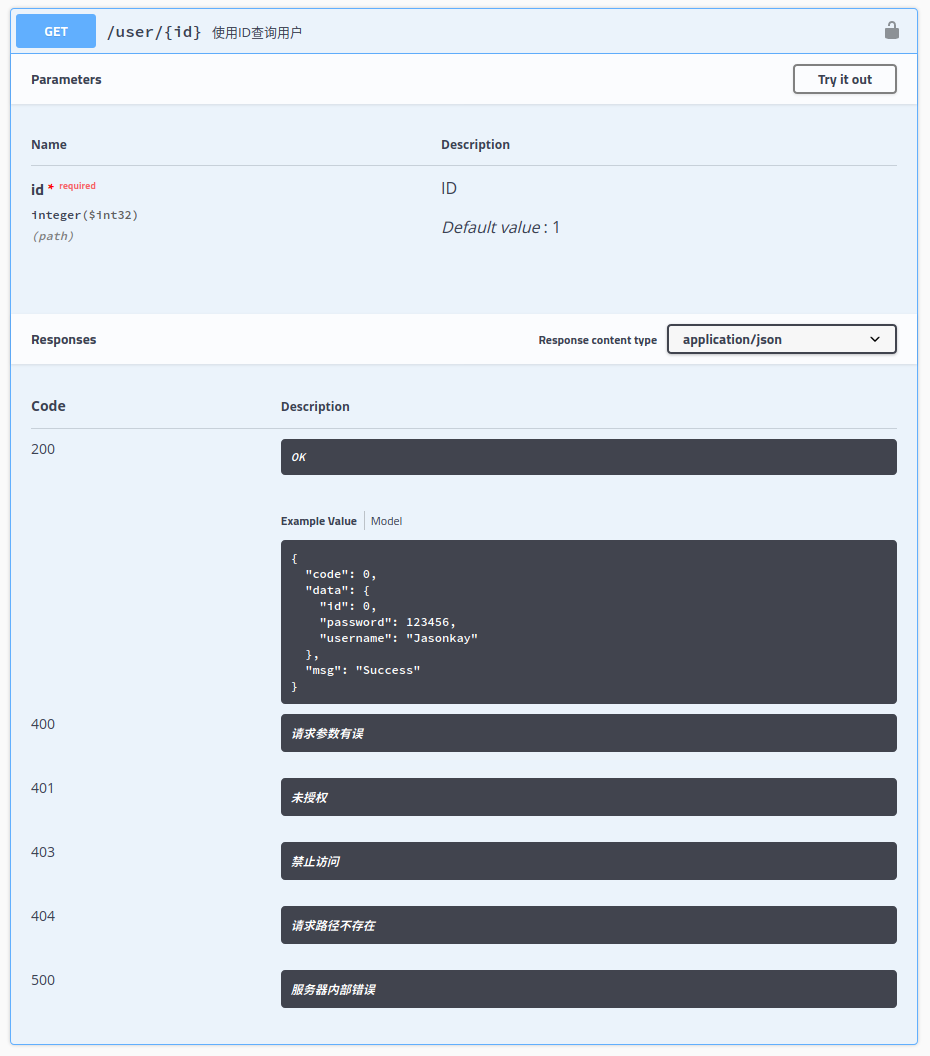 GET /user/{id} 使用ID查询用户
Parameters
Try it out
Name Description
id * required
integer($int32)
(path)
ID
Default value : 1
Responses
Response content type
application/json
Code Description
200
OK
Example Value Model
{
  "code": 0,
  "data": {
    "id": 0,
    "password": 123456,
    "username": "Jasonkay"
  },
  "msg": "Success"
}
400
请求参数有误
401
未授权
403
禁止访问
404
请求路径不存在
500
服务器内部错误